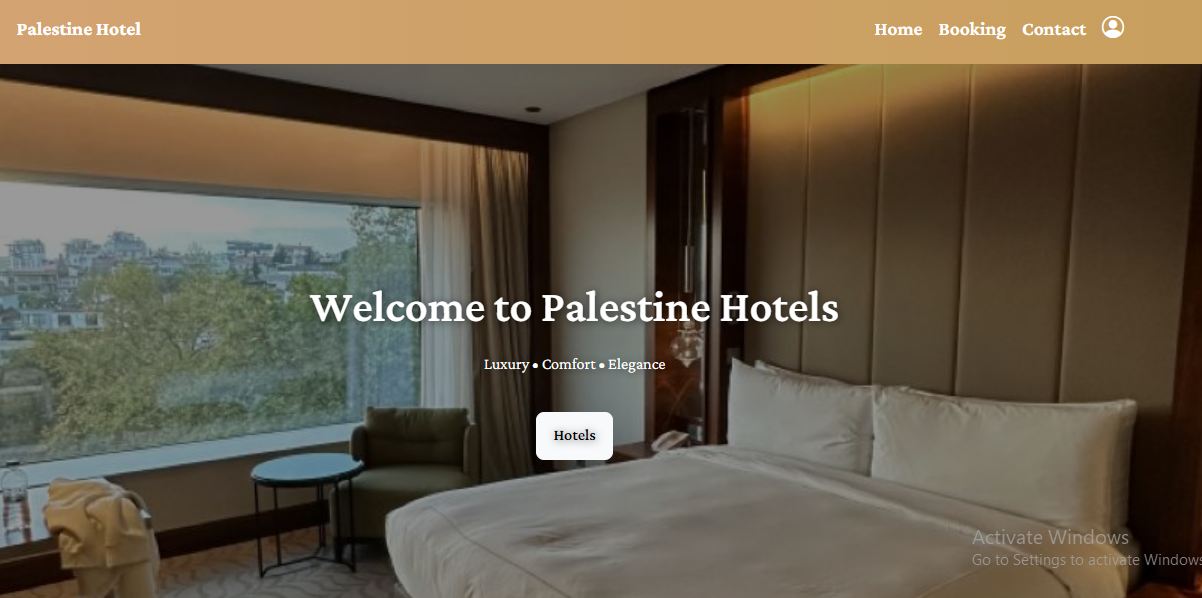 Palestine Hotel
Home Booking Contact
Welcome to Palestine Hotels
Luxury • Comfort • Elegance
Hotels
Activate Windows
Go to Settings to activate Windows